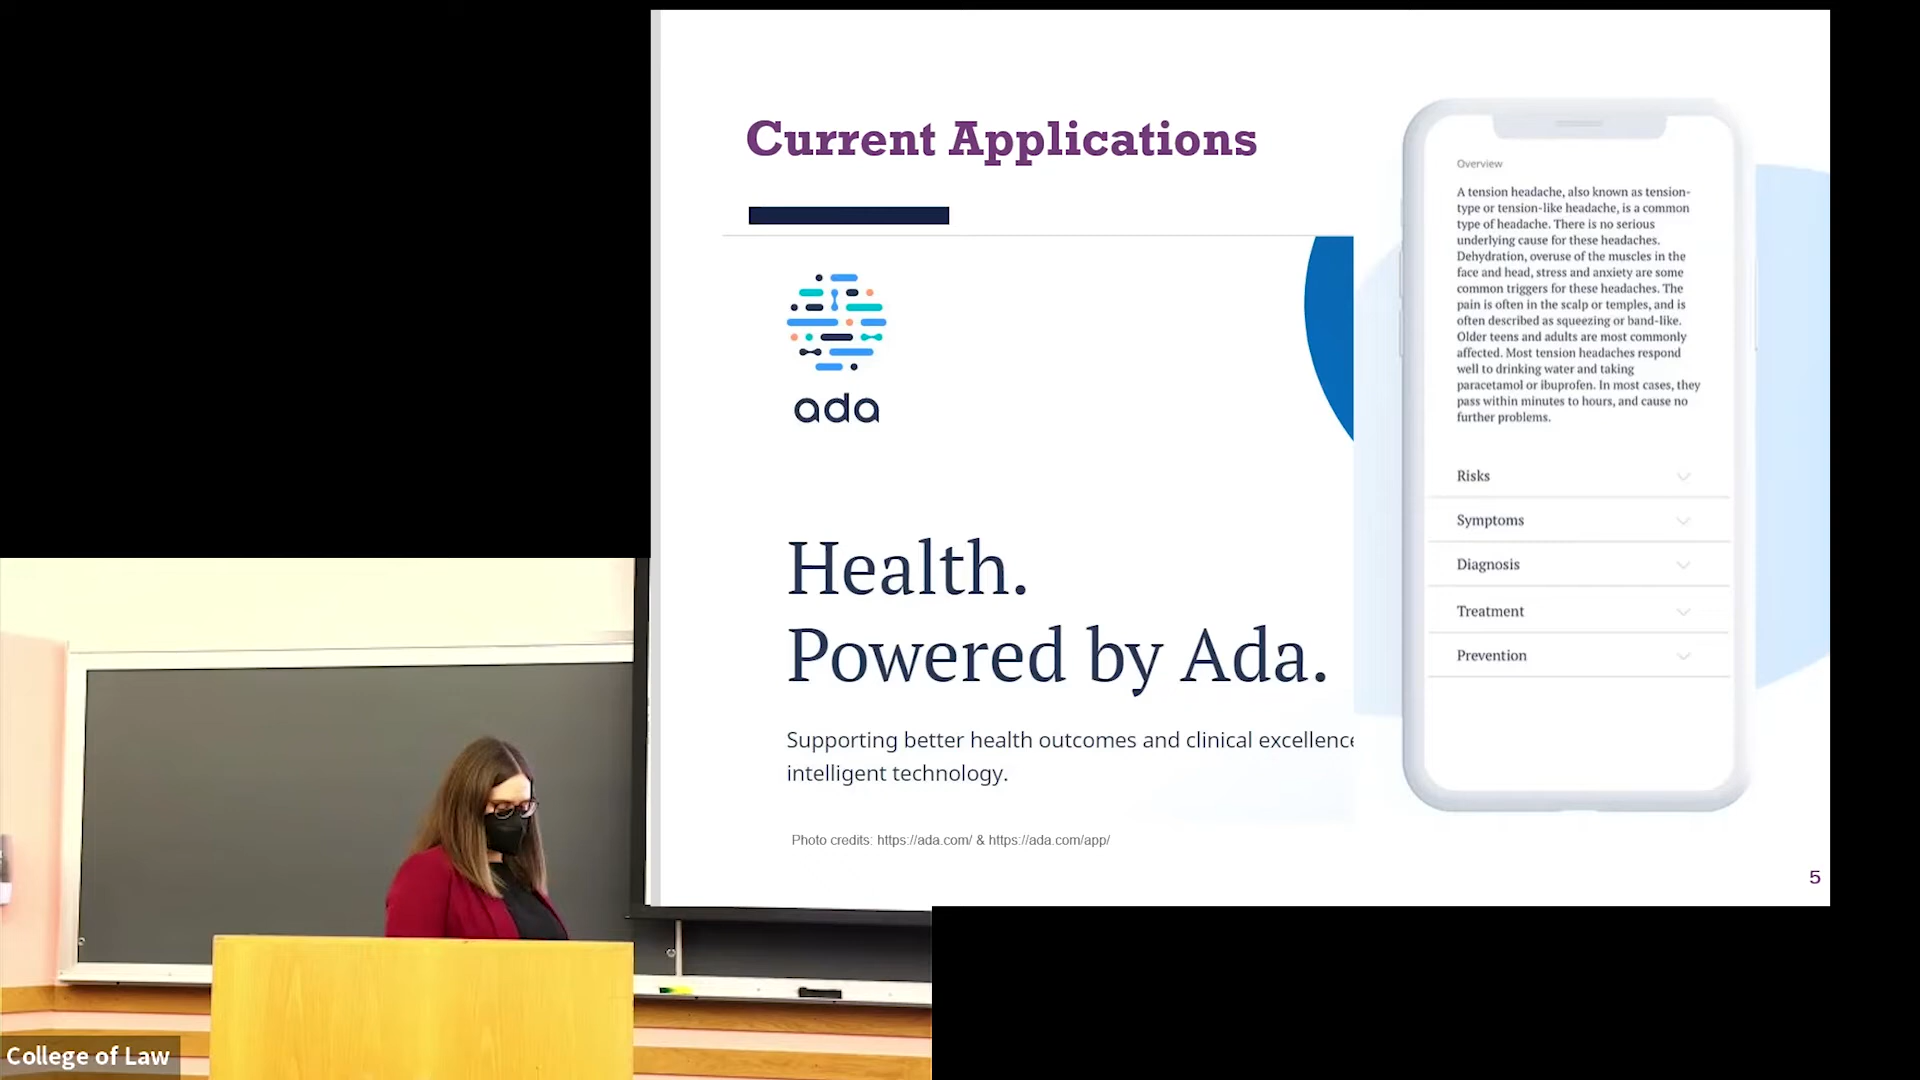 Current Applications
ada
Health.
Powered by Ada.
Supporting better health outcomes and clinical excellence
intelligent technology.
Photo credits: https://ada.com/ & https://ada.com/app/
Overview
A tension headache, also known as tension-
type or tension-like headache, is a common
type of headache. There is no serious
underlying cause for these headaches.
Dehydration, overuse of the muscles in the
face and head, stress and anxiety are some
common triggers for these headaches. The
pain is often in the scalp or temples, and is
often described as squeezing or band-like.
Older teens and adults are most commonly
affected. Most tension headaches respond
well to drinking water and taking
paracetamol or ibuprofen. In most cases, they
pass within minutes to hours, and cause no
further problems.
Risks
Symptoms
Diagnosis
Treatment
Prevention
5
College of Law